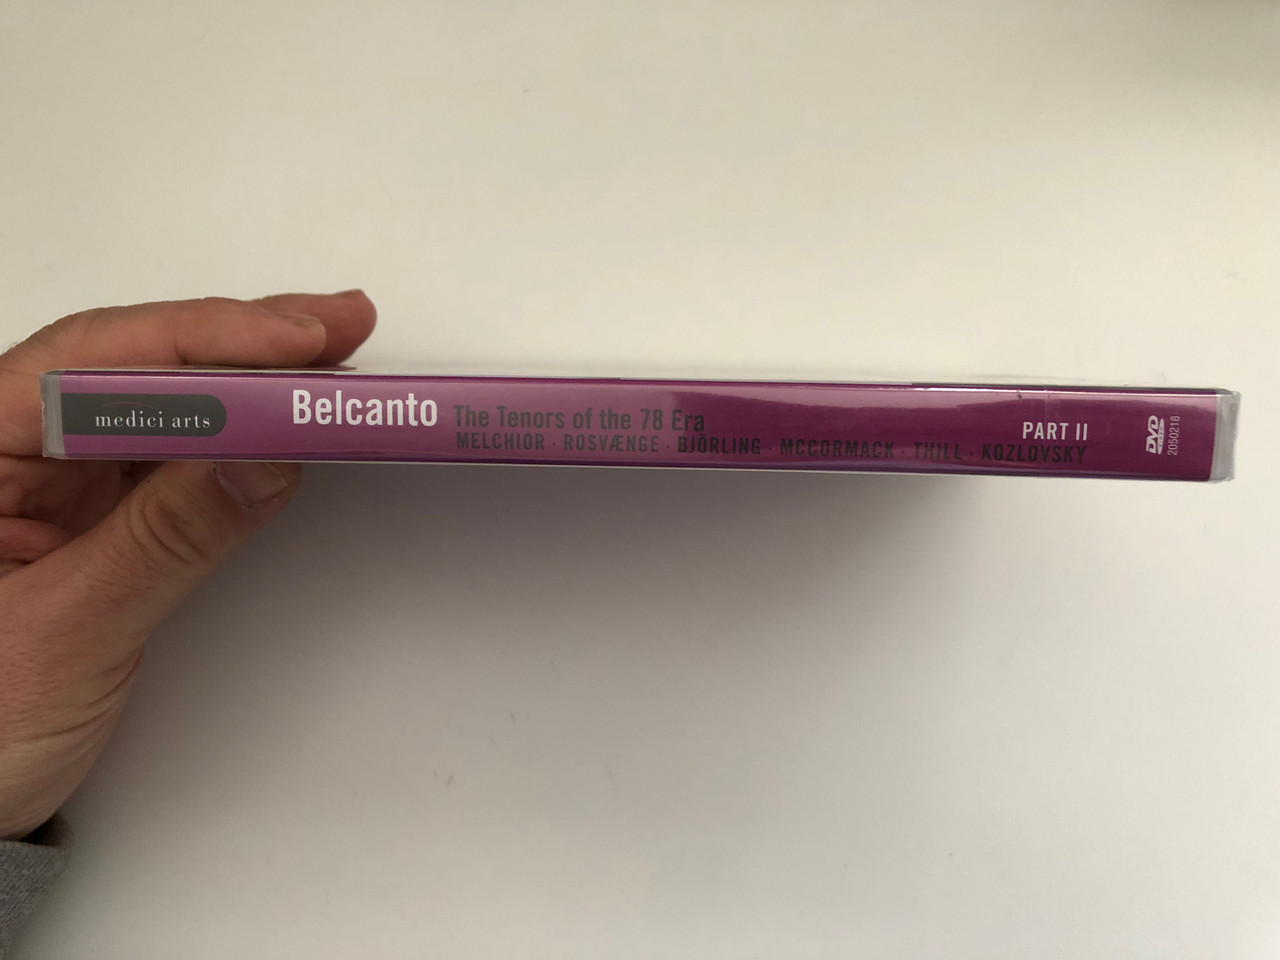 medici arts
Belcanto The Tenors of the 78 Era
MELCHIOR · ROSVÆNGE · BJÖRLING · MCCORMACK · THILL · KOZLOVSKY
PART II
DVD
2050218